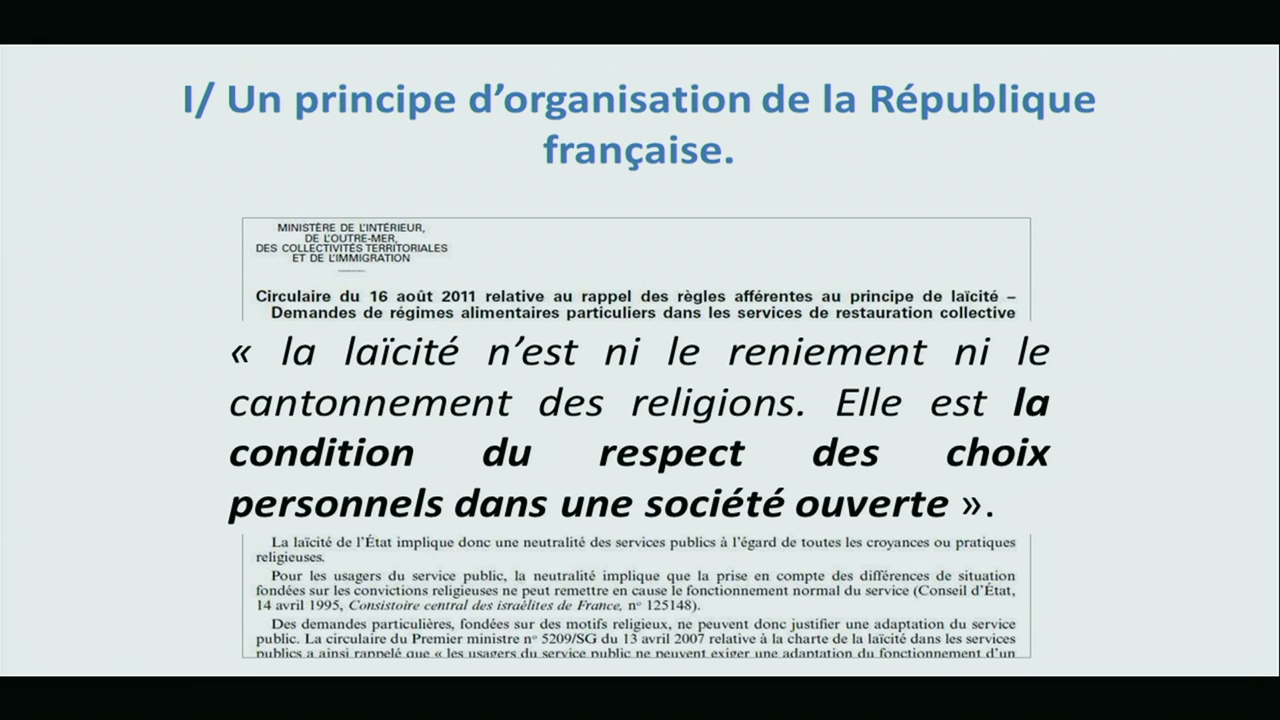 I/ Un principe d’organisation de la République
française.
MINISTÈRE DE L’INTÉRIEUR,
DE L’OUTRE-MER,
DES COLLECTIVITÉS TERRITORIALES
ET DE L’IMMIGRATION
Circulaire du 16 août 2011 relative au rappel des règles afférentes au principe de laïcité –
Demandes de régimes alimentaires particuliers dans les services de restauration collective
« la laïcité n’est ni le reniement ni le
cantonnement des religions. Elle est la
condition du respect des choix
personnels dans une société ouverte ».
La laïcité de l’État implique donc une neutralité des services publics à l’égard de toutes les croyances ou pratiques
religieuses.
Pour les usagers du service public, la neutralité implique que la prise en compte des différences de situation
fondées sur les convictions religieuses ne peut remettre en cause le fonctionnement normal du service (Conseil d’État,
14 avril 1995, Consistoire central des israélites de France, n° 125148).
Des demandes particulières, fondées sur des motifs religieux, ne peuvent donc justifier une adaptation du service
public. La circulaire du Premier ministre n° 5209/SG du 13 avril 2007 relative à la charte de la laïcité dans les services
publics a ainsi rappelé que « les usagers du service public ne peuvent exiger une adaptation du fonctionnement d’un